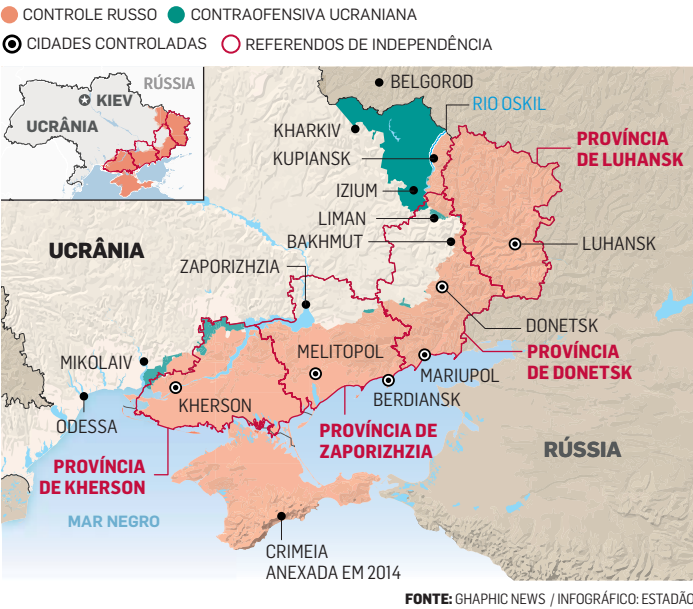 CONTROLE RUSSO
CONTRAOFENSIVA UCRANIANA
CIDADES CONTROLADAS
REFERENDOS DE INDEPENDÊNCIA
RÚSSIA
KIEV
UCRÂNIA
BELGOROD
RIO OSKIL
KHARKIV
KUPIANSK
PROVÍNCIA
DE LUHANSK
IZIUM
LIMAN
BAKHMUT
LUHANSK
UCRÂNIA
ZAPORIZHZIA
DONETSK
MIKOLAIV
MELITOPOL
PROVÍNCIA
DE DONETSK
MARIUPOL
BERDIANSK
KHERSON
ODESSA
PROVÍNCIA DE
ZAPORIZHZIA
RÚSSIA
PROVÍNCIA
DE KHERSON
MAR NEGRO
CRIMEIA
ANEXADA EM 2014
FONTE: GHAPHIC NEWS / INFOGRÁFICO: ESTADÃO